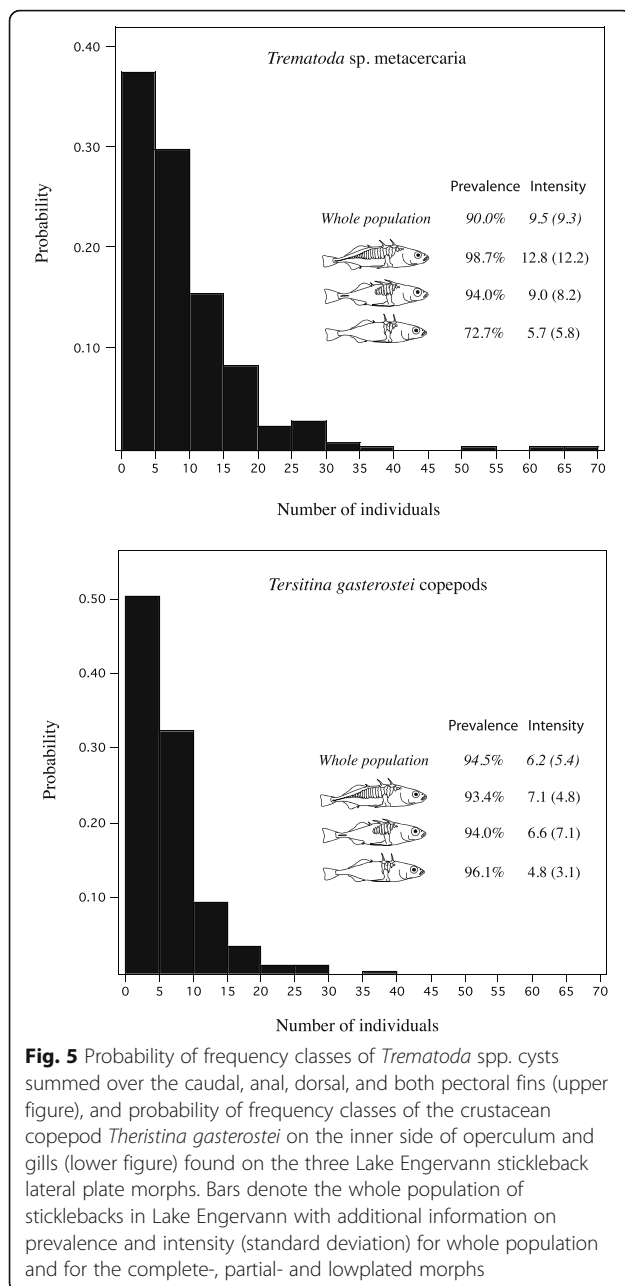 Trematoda sp. metacercaria
0.40
0.30
0.20
0.10
Probability
Prevalence Intensity
Whole population 90.0% 9.5 (9.3)
98.7% 12.8 (12.2)
94.0% 9.0 (8.2)
72.7% 5.7 (5.8)
0 5 10 15 20 25 30 35 40 45 50 55 60 65 70
Number of individuals
Tersitina gasterostei copepods
0.50
0.40
0.30
0.20
0.10
Probability
Prevalence Intensity
Whole population 94.5% 6.2 (5.4)
93.4% 7.1 (4.8)
94.0% 6.6 (7.1)
96.1% 4.8 (3.1)
0 5 10 15 20 25 30 35 40 45 50 55 60 65 70
Number of individuals
Fig. 5 Probability of frequency classes of Trematoda spp. cysts
summed over the caudal, anal, dorsal, and both pectoral fins (upper
figure), and probability of frequency classes of the crustacean
copepod Theristina gasterostei on the inner side of operculum and
gills (lower figure) found on the three Lake Engervann stickleback
lateral plate morphs. Bars denote the whole population of
sticklebacks in Lake Engervann with additional information on
prevalence and intensity (standard deviation) for whole population
and for the complete-, partial- and lowplated morphs